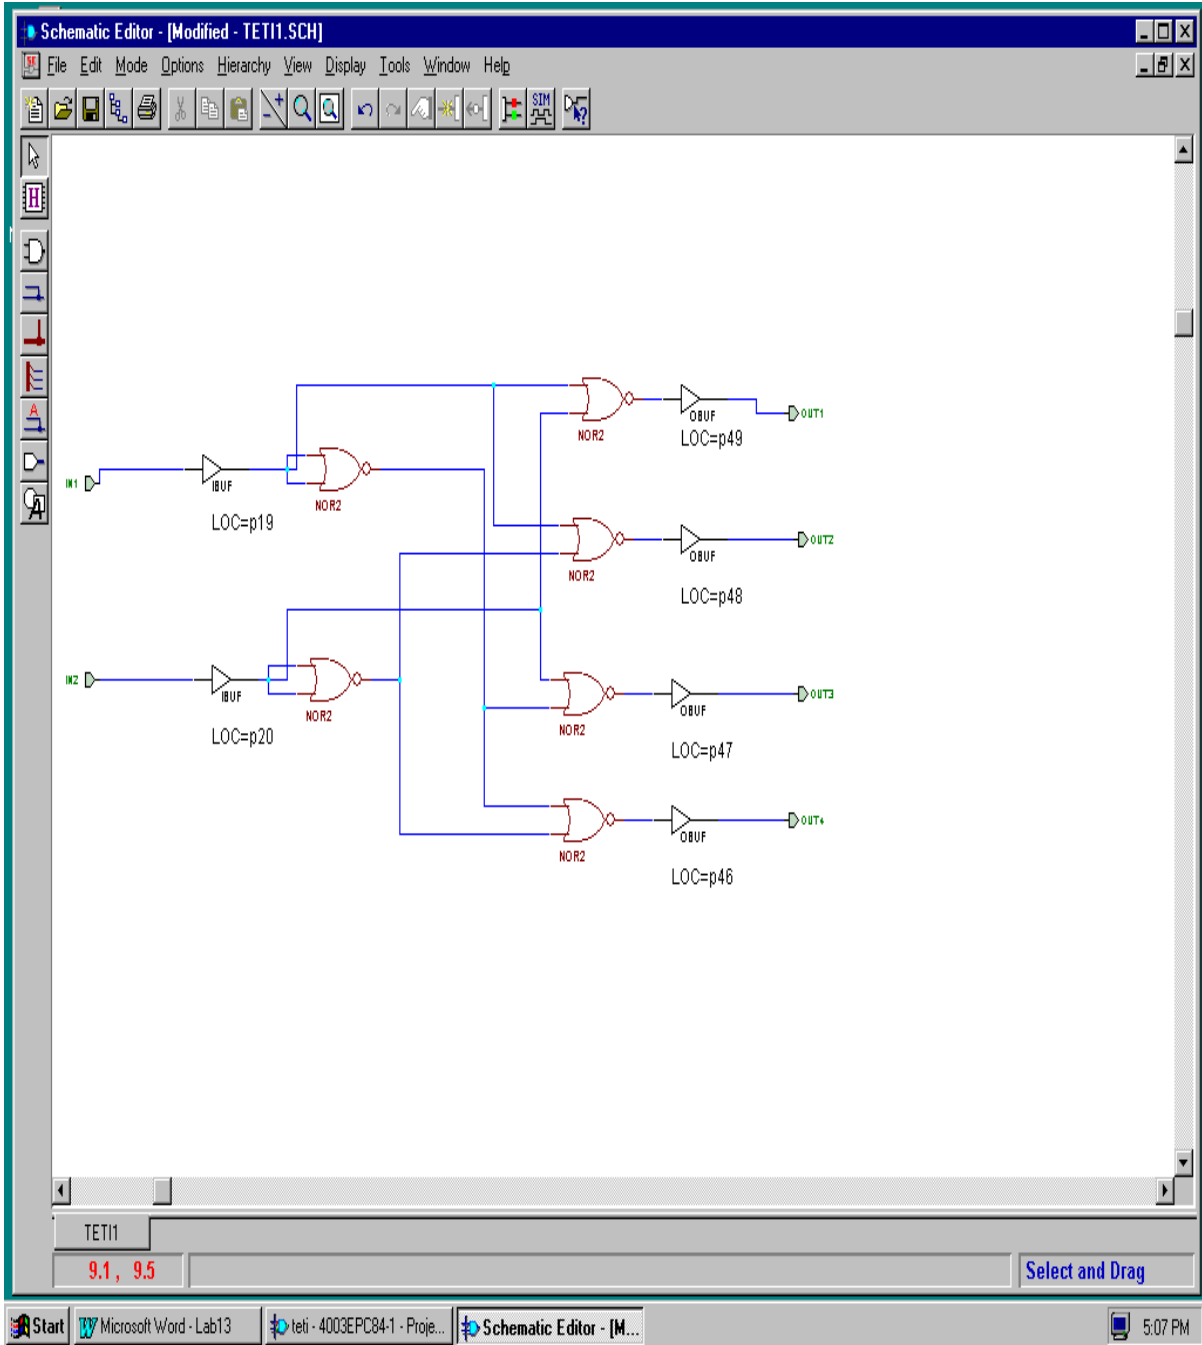 Schematic Editor - [Modified - TETI1.SCH]
File Edit Mode Options Hierarchy View Display Tools Window Help
SIM
H
A
A
NOR2
OBUF
LOC=p49
OUT1
IN1
IBUF
LOC=p19
NOR2
NOR2
OBUF
LOC=p48
OUT2
IN2
IBUF
LOC=p20
NOR2
NOR2
OBUF
LOC=p47
OUT3
NOR2
OBUF
LOC=p46
OUT4
TETI1
9.1 , 9.5
Select and Drag
Start
Microsoft Word - Lab13
teti - 4003EPC84-1 - Proje...
Schematic Editor - [M...
5:07 PM